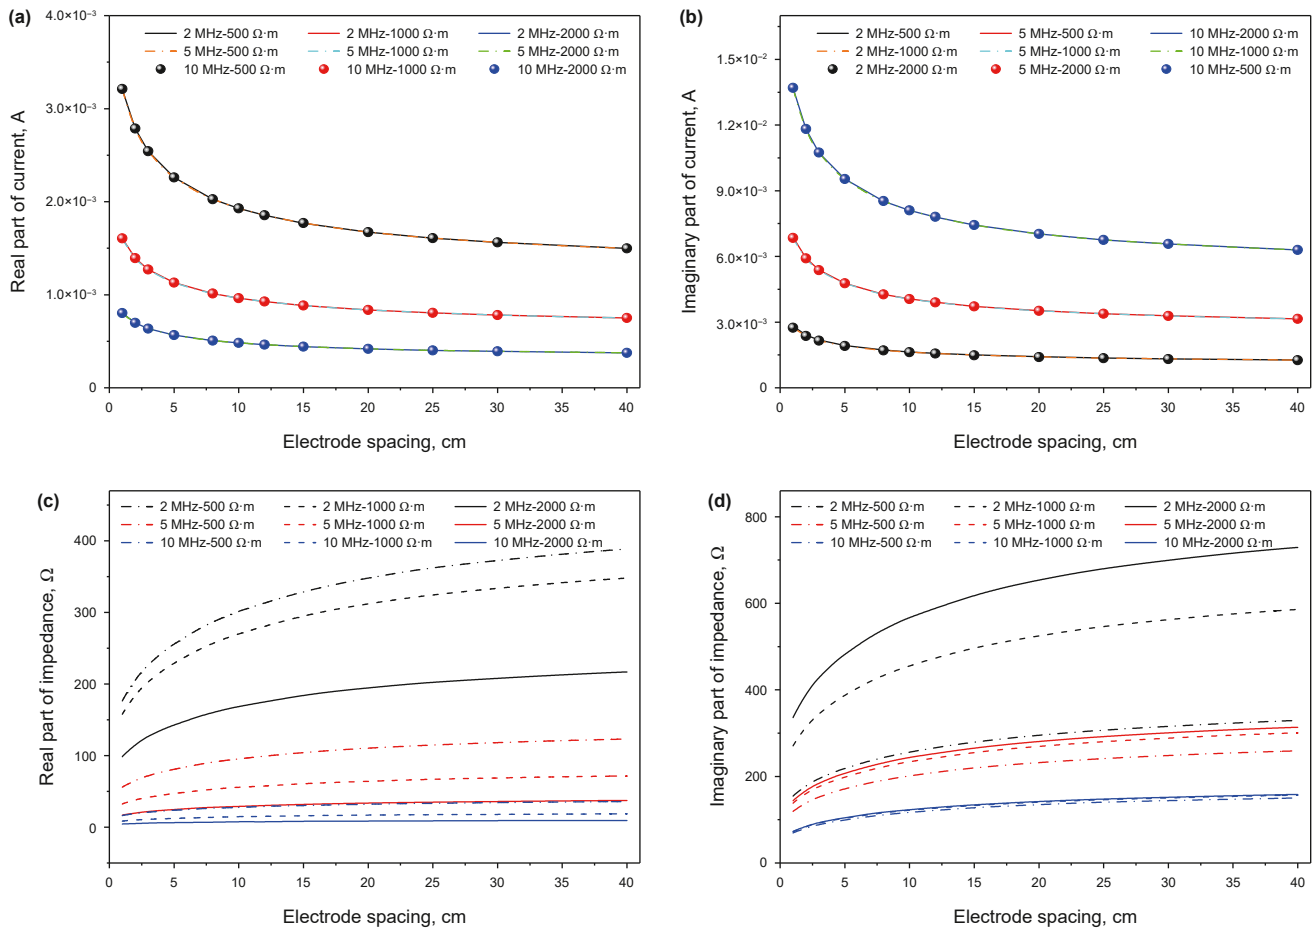 (a)
4.0×10⁻³
3.0×10⁻³
2.0×10⁻³
1.0×10⁻³
0
Real part of current, A
2 MHz-500 Ω·m 2 MHz-1000 Ω·m 2 MHz-2000 Ω·m
5 MHz-500 Ω·m 5 MHz-1000 Ω·m 5 MHz-2000 Ω·m
10 MHz-500 Ω·m 10 MHz-1000 Ω·m 10 MHz-2000 Ω·m
0 5 10 15 20 25 30 35 40
Electrode spacing, cm
(b)
1.5×10⁻²
1.2×10⁻²
9.0×10⁻³
6.0×10⁻³
3.0×10⁻³
0
Imaginary part of current, A
2 MHz-500 Ω·m 5 MHz-500 Ω·m 10 MHz-2000 Ω·m
2 MHz-1000 Ω·m 5 MHz-1000 Ω·m 10 MHz-1000 Ω·m
2 MHz-2000 Ω·m 5 MHz-2000 Ω·m 10 MHz-500 Ω·m
0 5 10 15 20 25 30 35 40
Electrode spacing, cm
(c)
400
300
200
100
0
Real part of impedance, Ω
2 MHz-500 Ω·m 2 MHz-1000 Ω·m 2 MHz-2000 Ω·m
5 MHz-500 Ω·m 5 MHz-1000 Ω·m 5 MHz-2000 Ω·m
10 MHz-500 Ω·m 10 MHz-1000 Ω·m 10 MHz-2000 Ω·m
0 5 10 15 20 25 30 35 40
Electrode spacing, cm
(d)
800
600
400
200
0
Imaginary part of impedance, Ω
2 MHz-500 Ω·m 2 MHz-1000 Ω·m 2 MHz-2000 Ω·m
5 MHz-500 Ω·m 5 MHz-1000 Ω·m 5 MHz-2000 Ω·m
10 MHz-500 Ω·m 10 MHz-1000 Ω·m 10 MHz-2000 Ω·m
0 5 10 15 20 25 30 35 40
Electrode spacing, cm